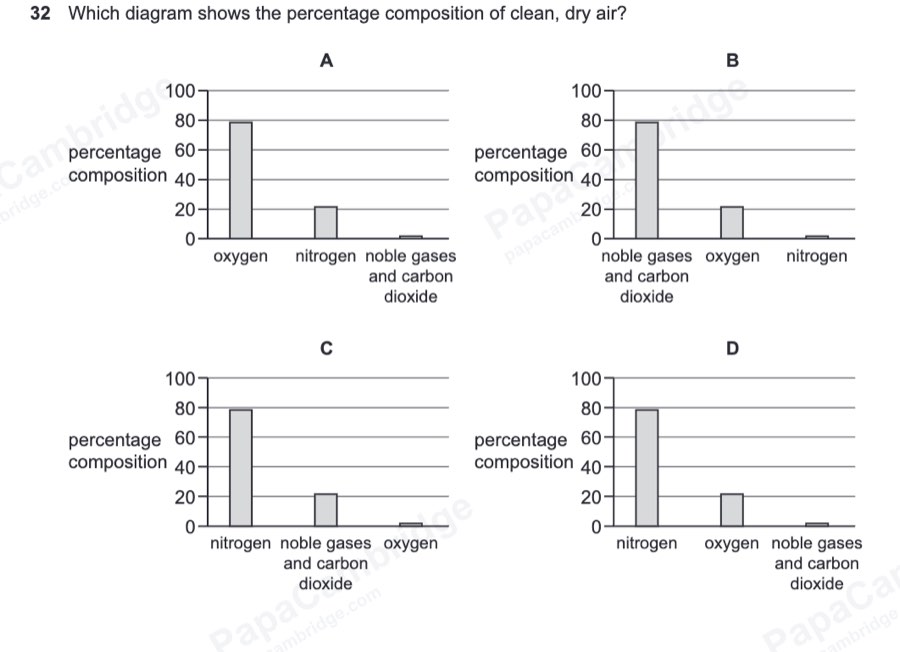 32 Which diagram shows the percentage composition of clean, dry air?
A
100
80
percentage 60
composition 40
20
0
oxygen nitrogen noble gases
and carbon
dioxide
B
100
80
percentage 60
composition 40
20
0
noble gases oxygen nitrogen
and carbon
dioxide
C
100
80
percentage 60
composition 40
20
0
nitrogen noble gases oxygen
and carbon
dioxide
D
100
80
percentage 60
composition 40
20
0
nitrogen oxygen noble gases
and carbon
dioxide